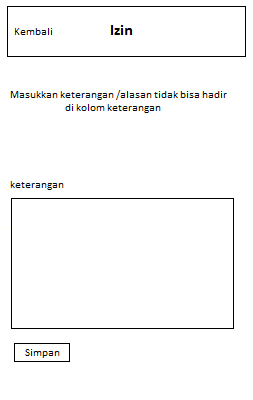 Kembali Izin
Masukkan keterangan /alasan tidak bisa hadir
di kolom keterangan
keterangan
Simpan